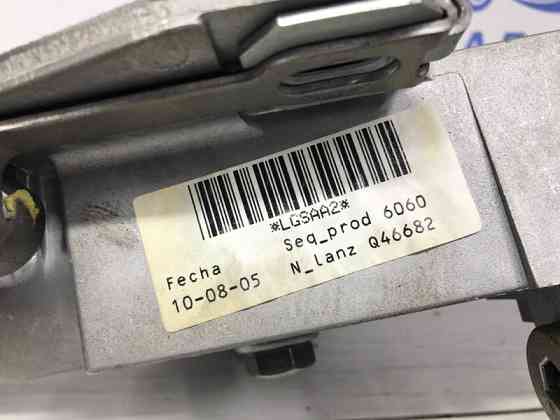 *LGSAA2*
Fecha Seq_prod 6060
10-08-05 N_lanz Q46682